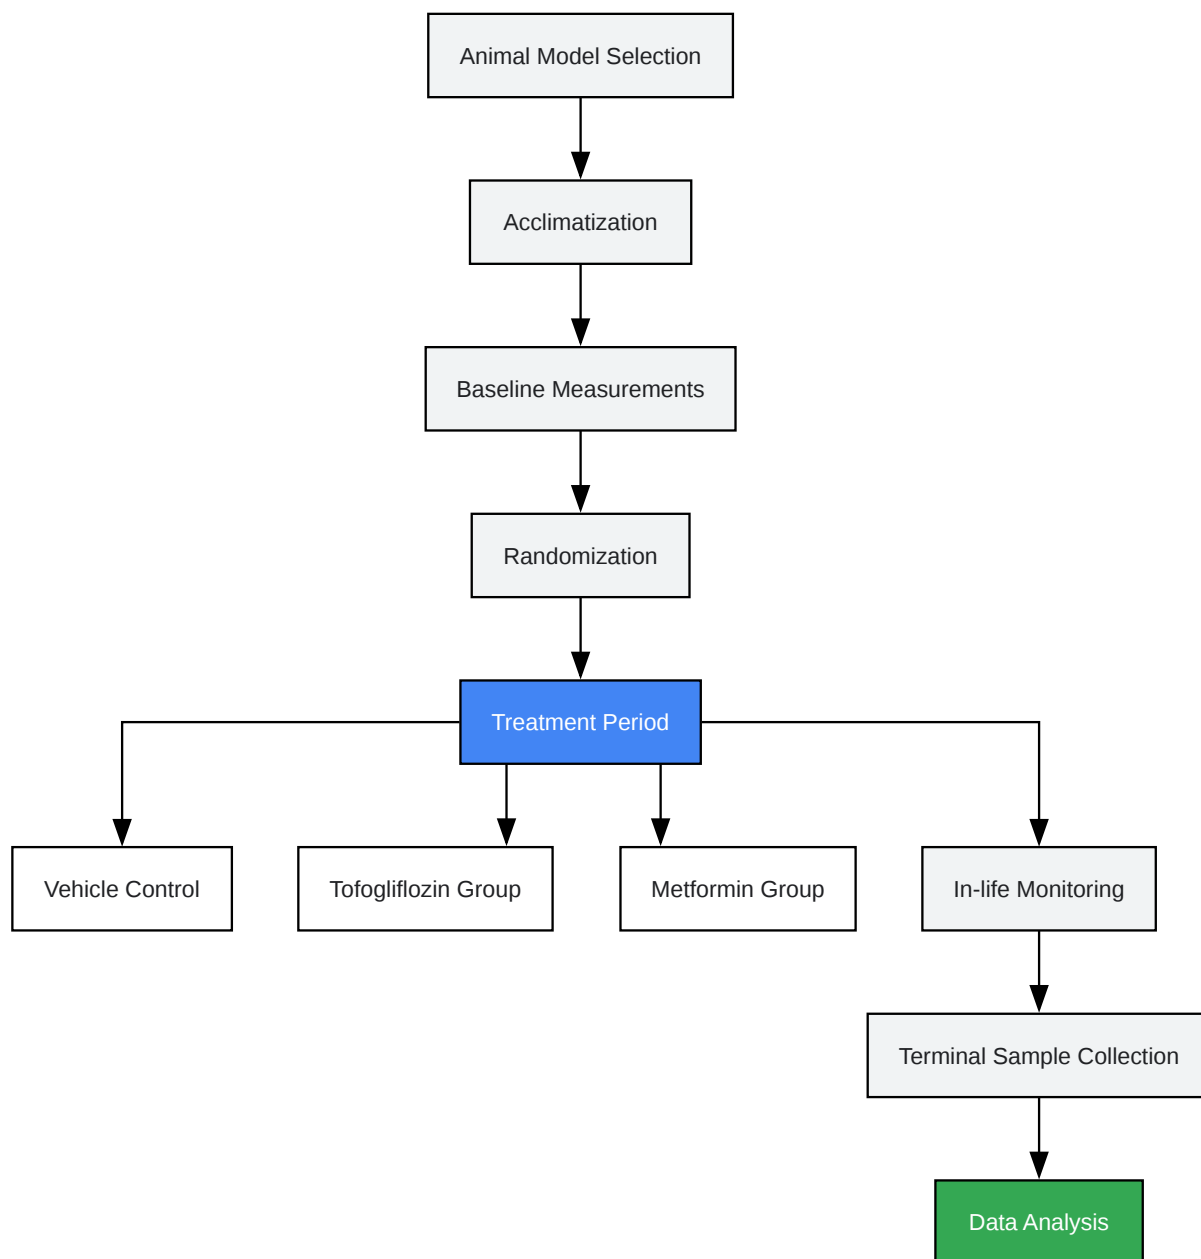 Animal Model Selection
Acclimatization
Baseline Measurements
Randomization
Treatment Period
Vehicle Control
Tofogliflozin Group
Metformin Group
In-life Monitoring
Terminal Sample Collection
Data Analysis